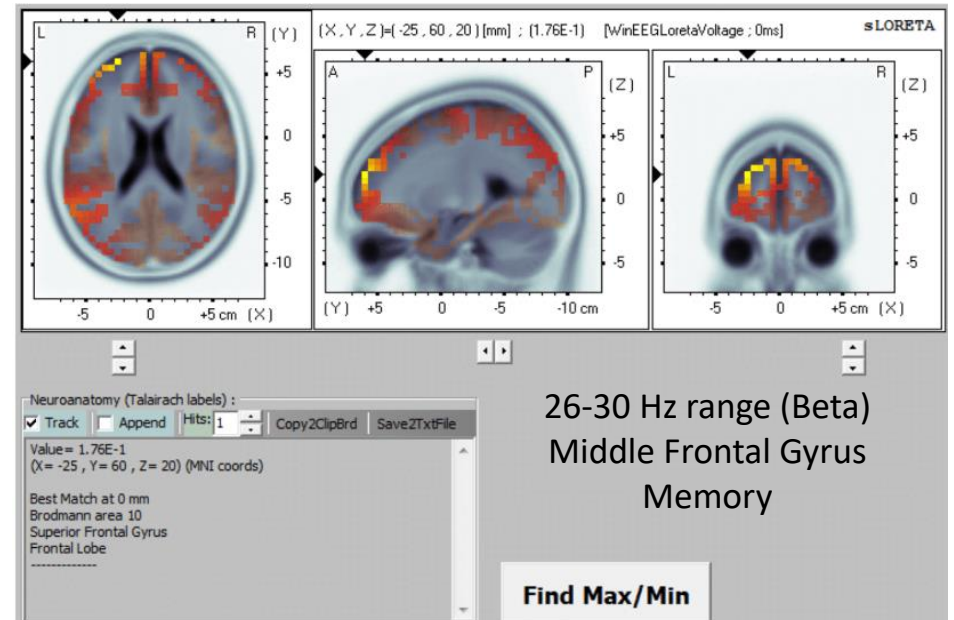 (X,Y,Z)=(-25,60,20)[mm] ; (1.76E-1) [WinEEGLoretaVoltage ; 0ms] sLORETA
L R (Y)
+5
0
-5
-10
-5 0 +5 cm (X)
A P (Z)
+5
0
-5
(Y) +5 0 -5 -10 cm
L R (Z)
+5
0
-5
-5 0 +5 cm (X)
Neuroanatomy (Talairach labels) :
Track Append Hits: 1 Copy2ClipBrd Save2TxtFile
Value= 1.76E-1
(X= -25 , Y= 60 , Z= 20) (MNI coords)
Best Match at 0 mm
Brodmann area 10
Superior Frontal Gyrus
Frontal Lobe
-------------
26-30 Hz range (Beta)
Middle Frontal Gyrus
Memory
Find Max/Min